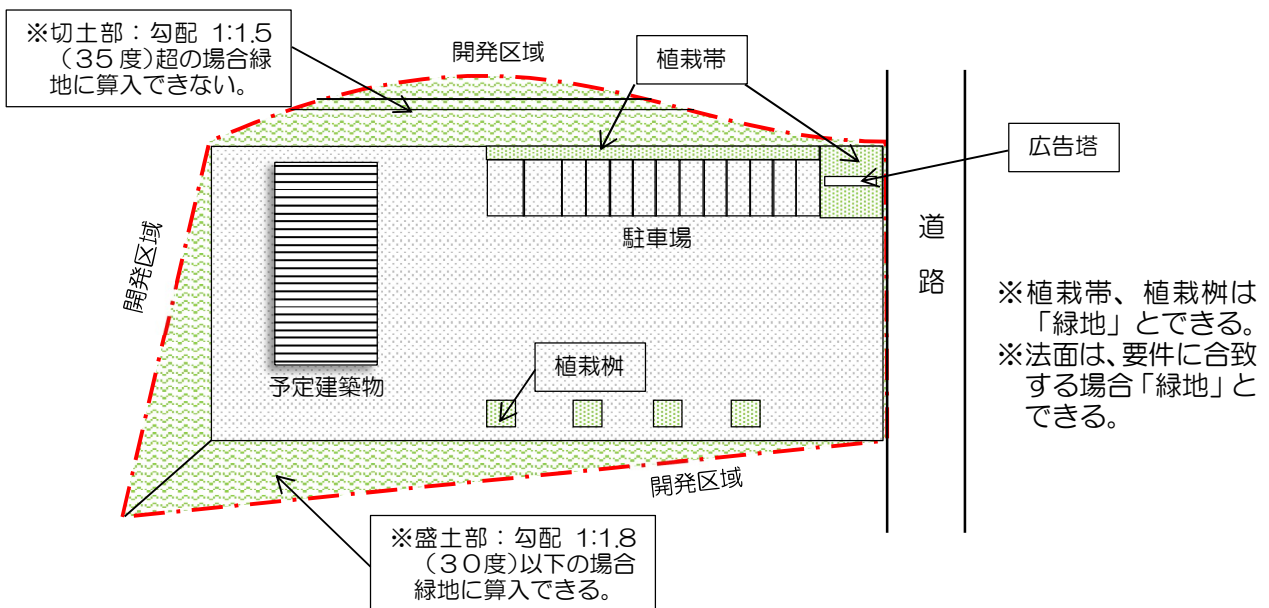 ※切土部：勾配 1:1.5
（35度）超の場合緑
地に算入できない。
開発区域
植栽帯
広告塔
駐車場
道
路
開発区域
予定建築物
植栽桝
※植栽帯、植栽桝は
「緑地」とできる。
※法面は、要件に合致
する場合「緑地」と
できる。
開発区域
※盛土部：勾配 1:1.8
（30度）以下の場合
緑地に算入できる。